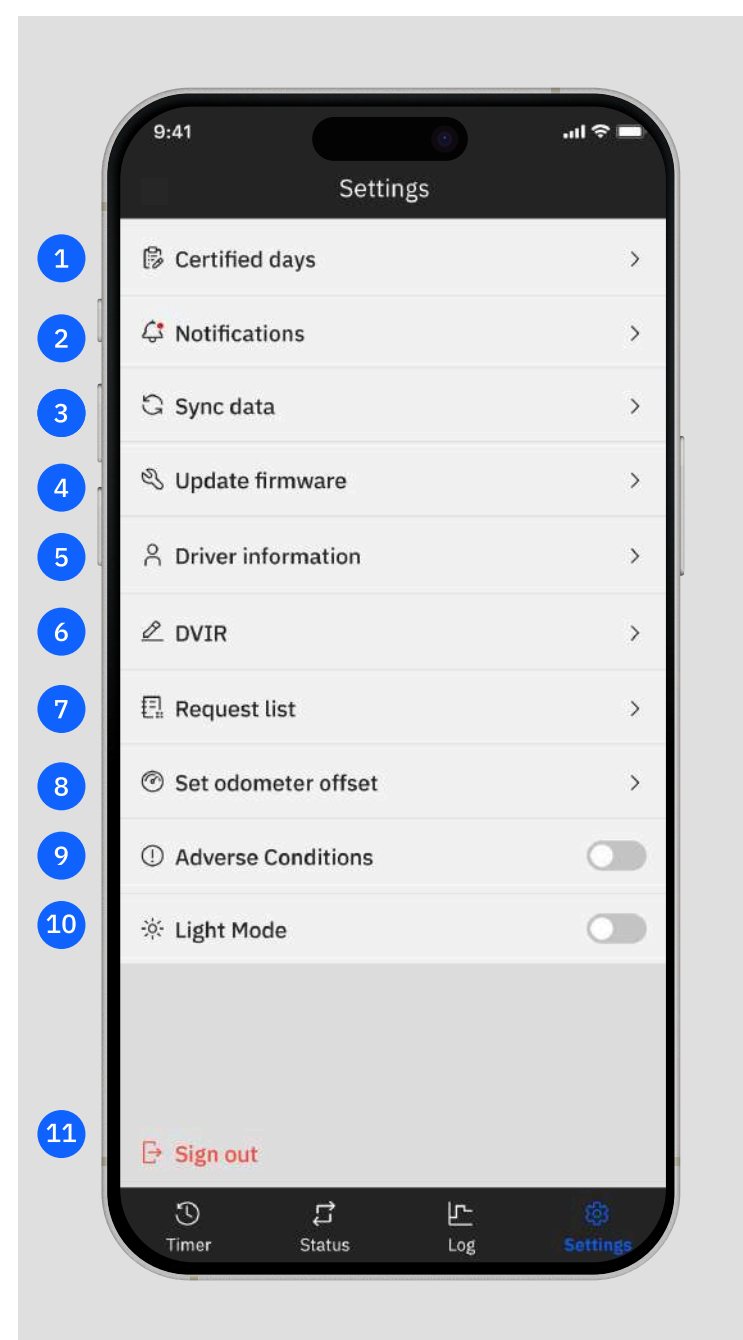 9:41
Settings
1 Certified days
2 Notifications
3 Sync data
4 Update firmware
5 Driver information
6 DVIR
7 Request list
8 Set odometer offset
9 Adverse Conditions
10 Light Mode
11 Sign out
Timer Status Log Settings